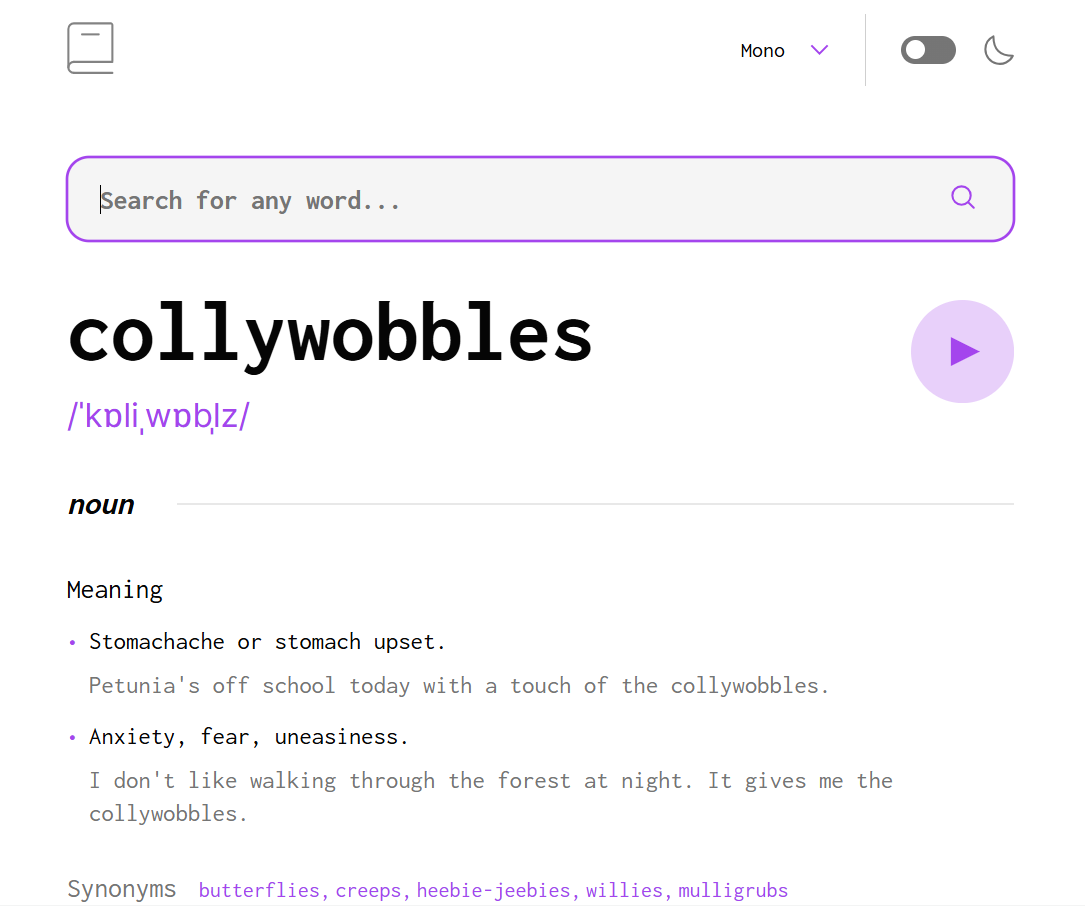 Mono
Search for any word...
collywobbles
/ˈkɒliˌwɒbl̩z/
noun
Meaning
• Stomachache or stomach upset.
Petunia's off school today with a touch of the collywobbles.
• Anxiety, fear, uneasiness.
I don't like walking through the forest at night. It gives me the
collywobbles.
Synonyms butterflies, creeps, heebie-jeebies, willies, mulligrubs